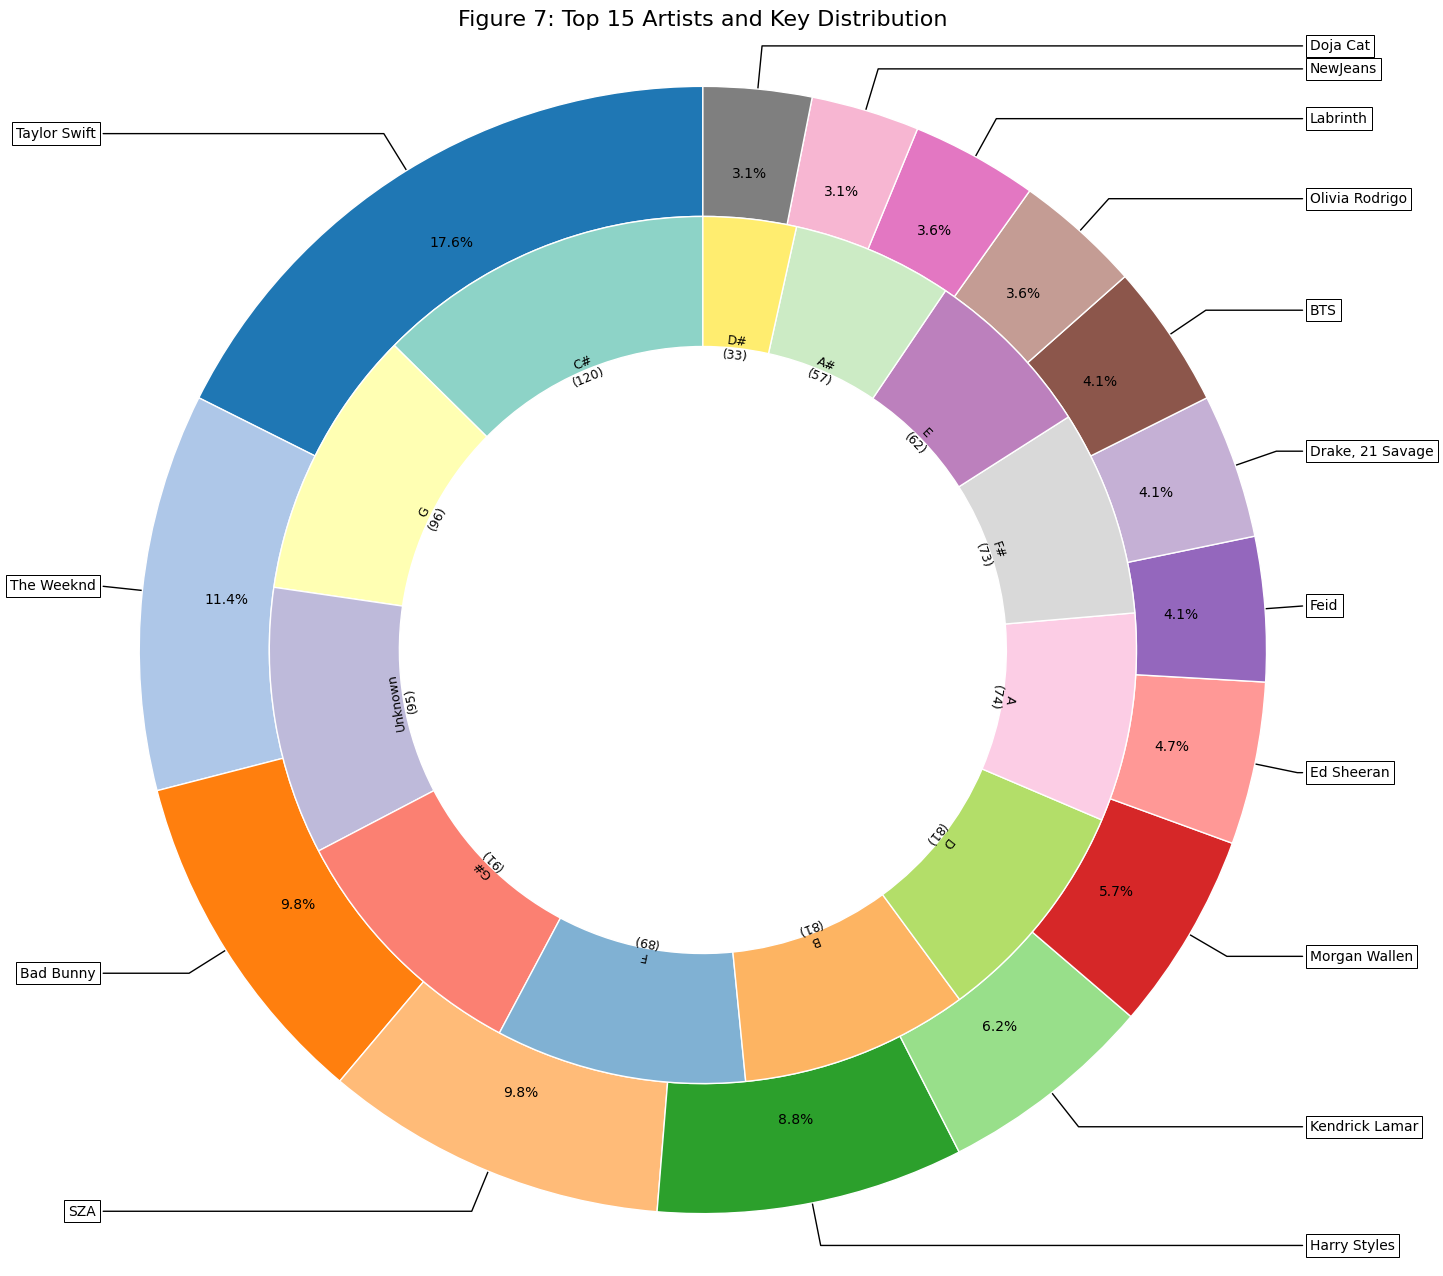 Figure 7: Top 15 Artists and Key Distribution
Doja Cat
NewJeans
Labrinth
Olivia Rodrigo
BTS
Drake, 21 Savage
Feid
Ed Sheeran
Morgan Wallen
Kendrick Lamar
Harry Styles
SZA
Bad Bunny
The Weeknd
Taylor Swift
3.1%
3.1%
3.6%
3.6%
4.1%
4.1%
4.1%
4.7%
5.7%
6.2%
8.8%
9.8%
9.8%
11.4%
17.6%
D#
(33)
A#
(57)
E
(62)
F#
(73)
A
(74)
D
(81)
B
(81)
F
(89)
G#
(91)
Unknown
(95)
G
(96)
C#
(120)